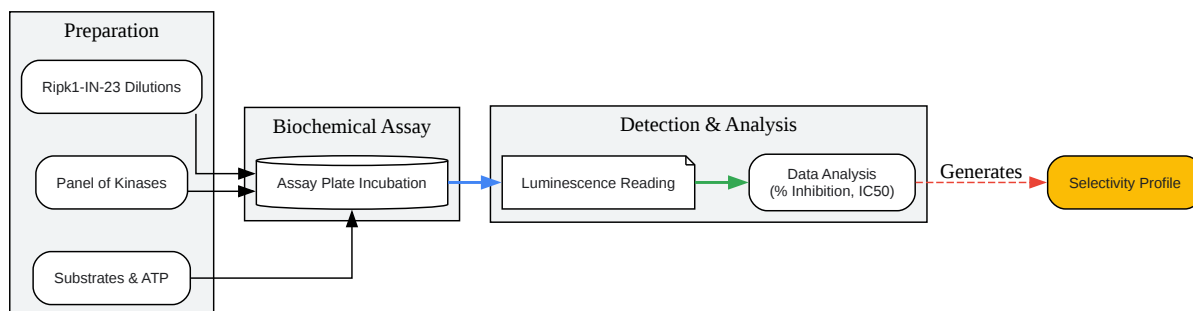 Preparation
Ripk1-IN-23 Dilutions
Panel of Kinases
Substrates & ATP
Biochemical Assay
Assay Plate Incubation
Detection & Analysis
Luminescence Reading
Data Analysis
(% Inhibition, IC50)
Generates
Selectivity Profile